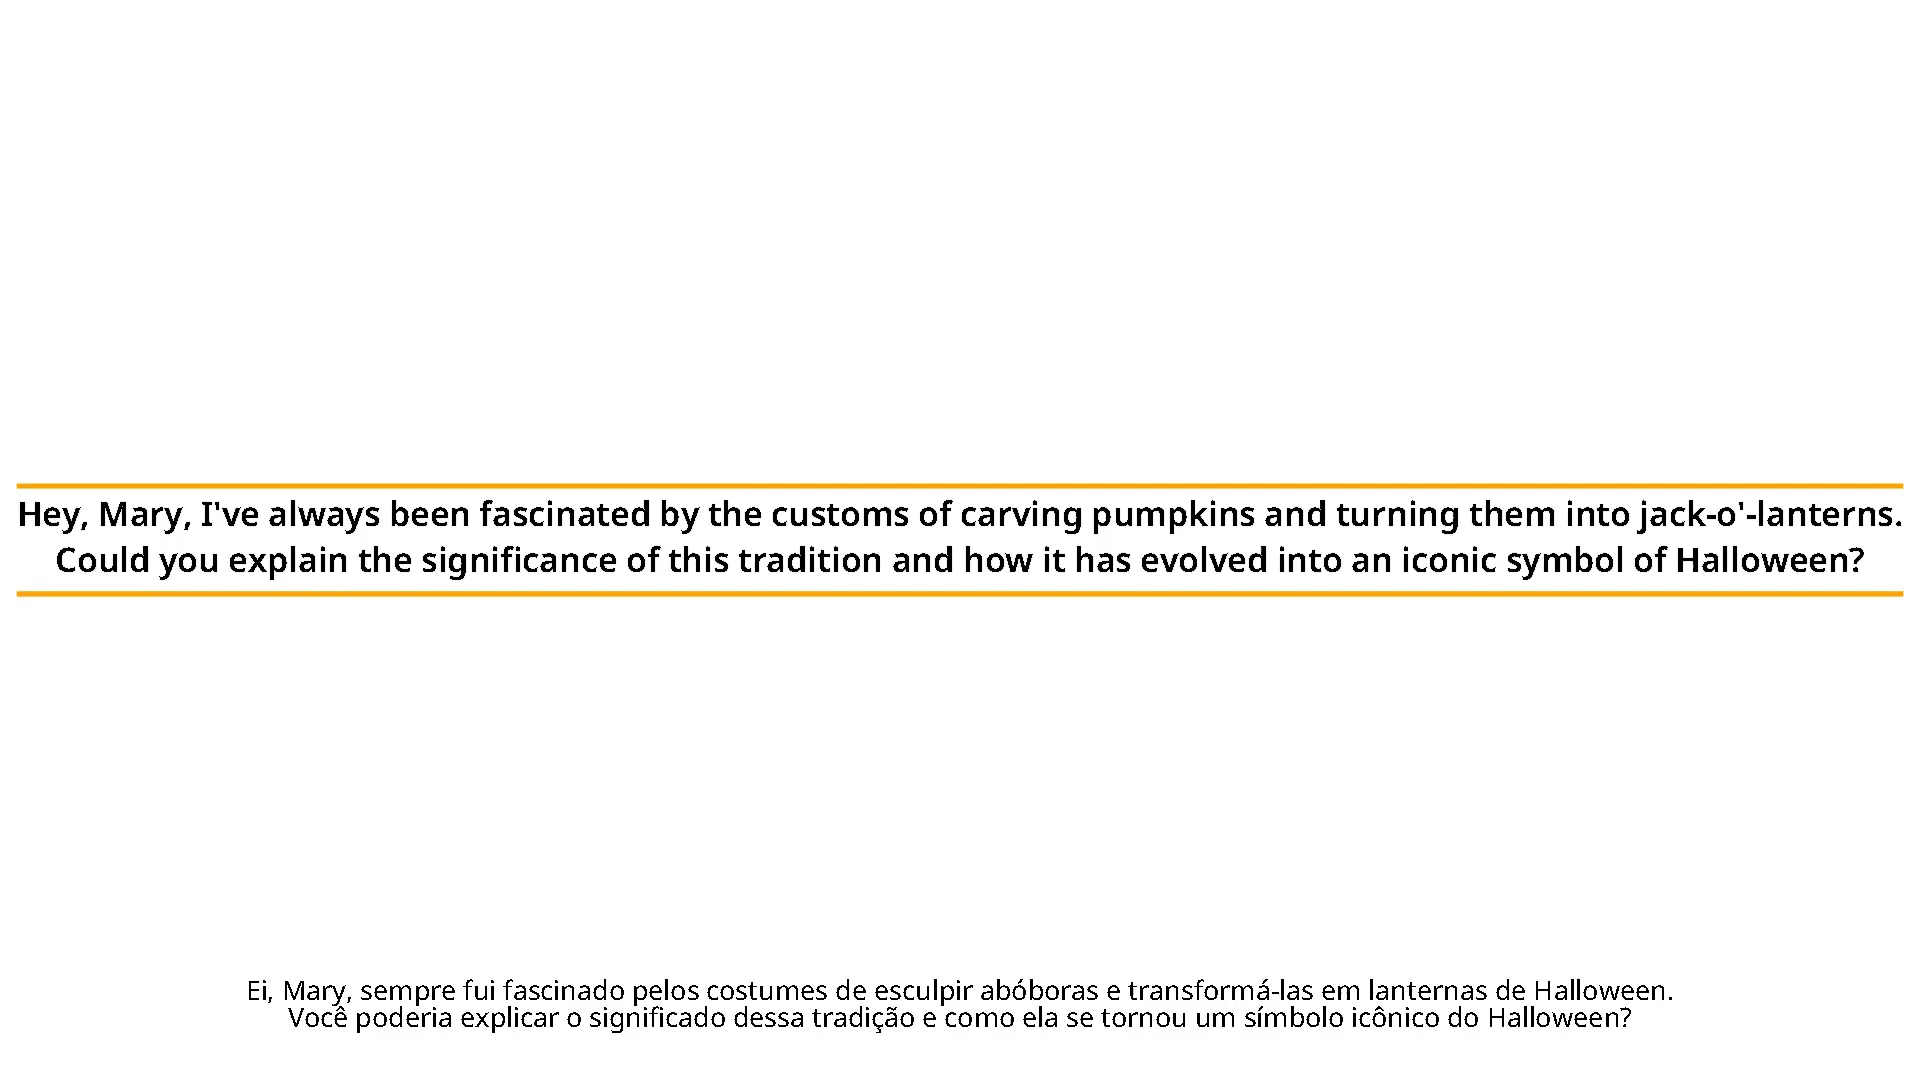 Hey, Mary, I've always been fascinated by the customs of carving pumpkins and turning them into jack-o'-lanterns.
Could you explain the significance of this tradition and how it has evolved into an iconic symbol of Halloween?
Ei, Mary, sempre fui fascinado pelos costumes de esculpir abóboras e transformá-las em lanternas de Halloween.
Você poderia explicar o significado dessa tradição e como ela se tornou um símbolo icônico do Halloween?